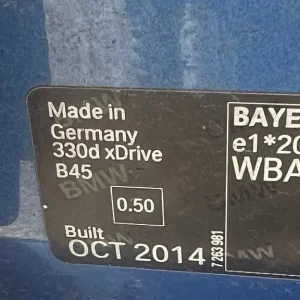 Made in
Germany
330d xDrive
B45
0.50
Built
OCT 2014
7 263 981
BAYE
e1*20
WBA